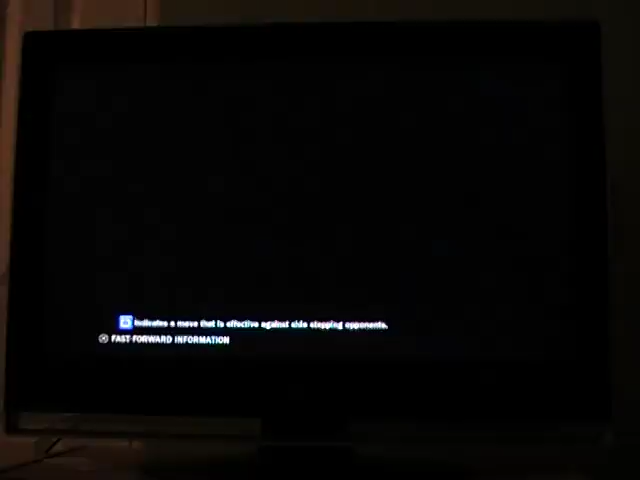 Indicates a move that is effective against side stepping opponents.
FAST FORWARD INFORMATION